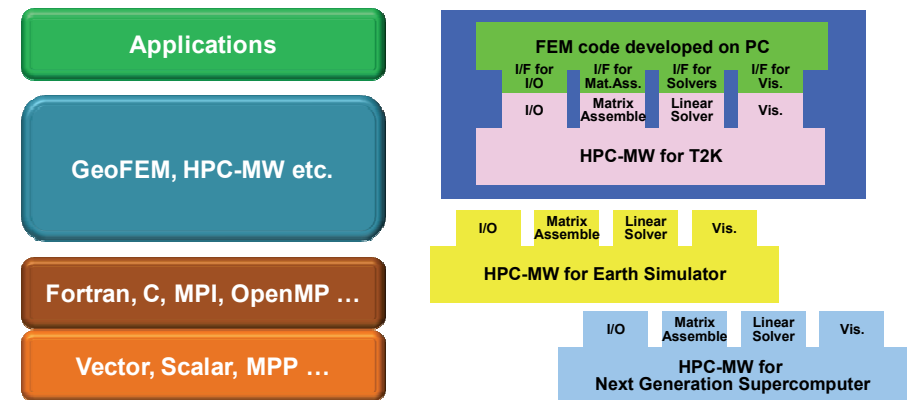 Applications
GeoFEM, HPC-MW etc.
Fortran, C, MPI, OpenMP …
Vector, Scalar, MPP …
FEM code developed on PC
I/F for
I/O
I/F for
Mat.Ass.
I/F for
Solvers
I/F for
Vis.
I/O
Matrix
Assemble
Linear
Solver
Vis.
HPC-MW for T2K
I/O
Matrix
Assemble
Linear
Solver
Vis.
HPC-MW for Earth Simulator
I/O
Matrix
Assemble
Linear
Solver
Vis.
HPC-MW for
Next Generation Supercomputer